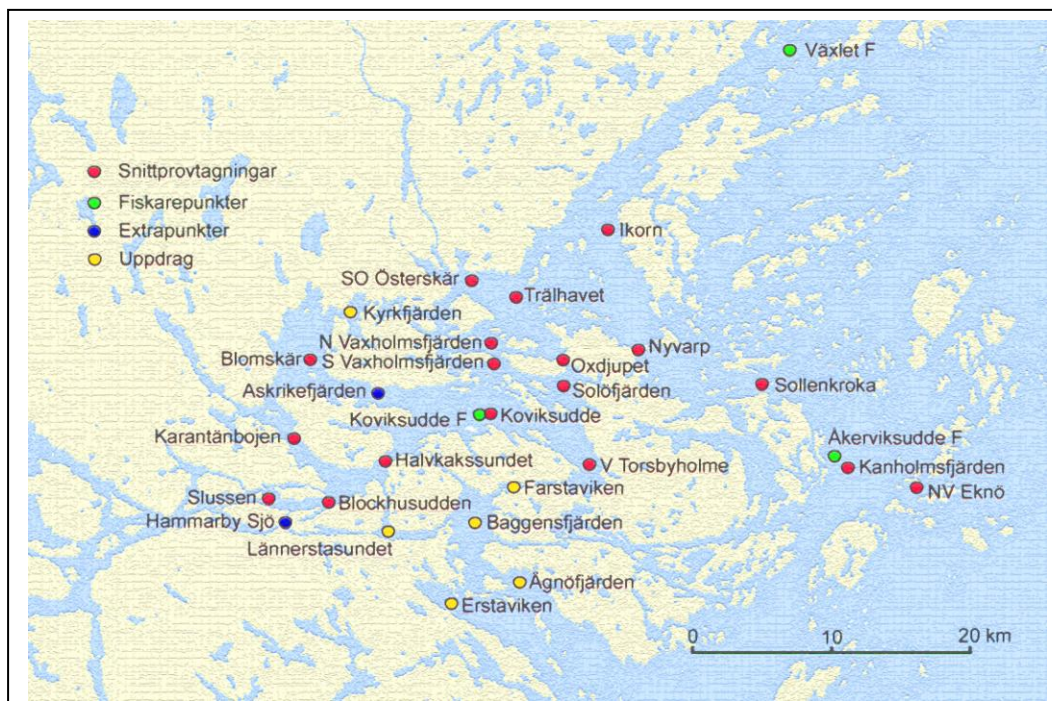 Växlet F
Snittprovtagningar
Fiskarepunkter
Extrapunkter
Uppdrag
Ikorn
SO Österskär
Trälhavet
Kyrkfjärden
N Vaxholmsfjärden
Nyvarp
Blomskär
S Vaxholmsfjärden
Oxdjupet
Askrikefjärden
Solöfjärden
Sollenkroka
Koviksudde F
Koviksudde
Karantänbojen
Åkerviksudde F
Halvkakssundet
V Torsbyholme
Kanholmsfjärden
Farstaviken
NV Eknö
Slussen
Blockhusudden
Hammarby Sjö
Baggensfjärden
Lännerstasundet
Ägnöfjärden
Erstaviken
0 10 20 km